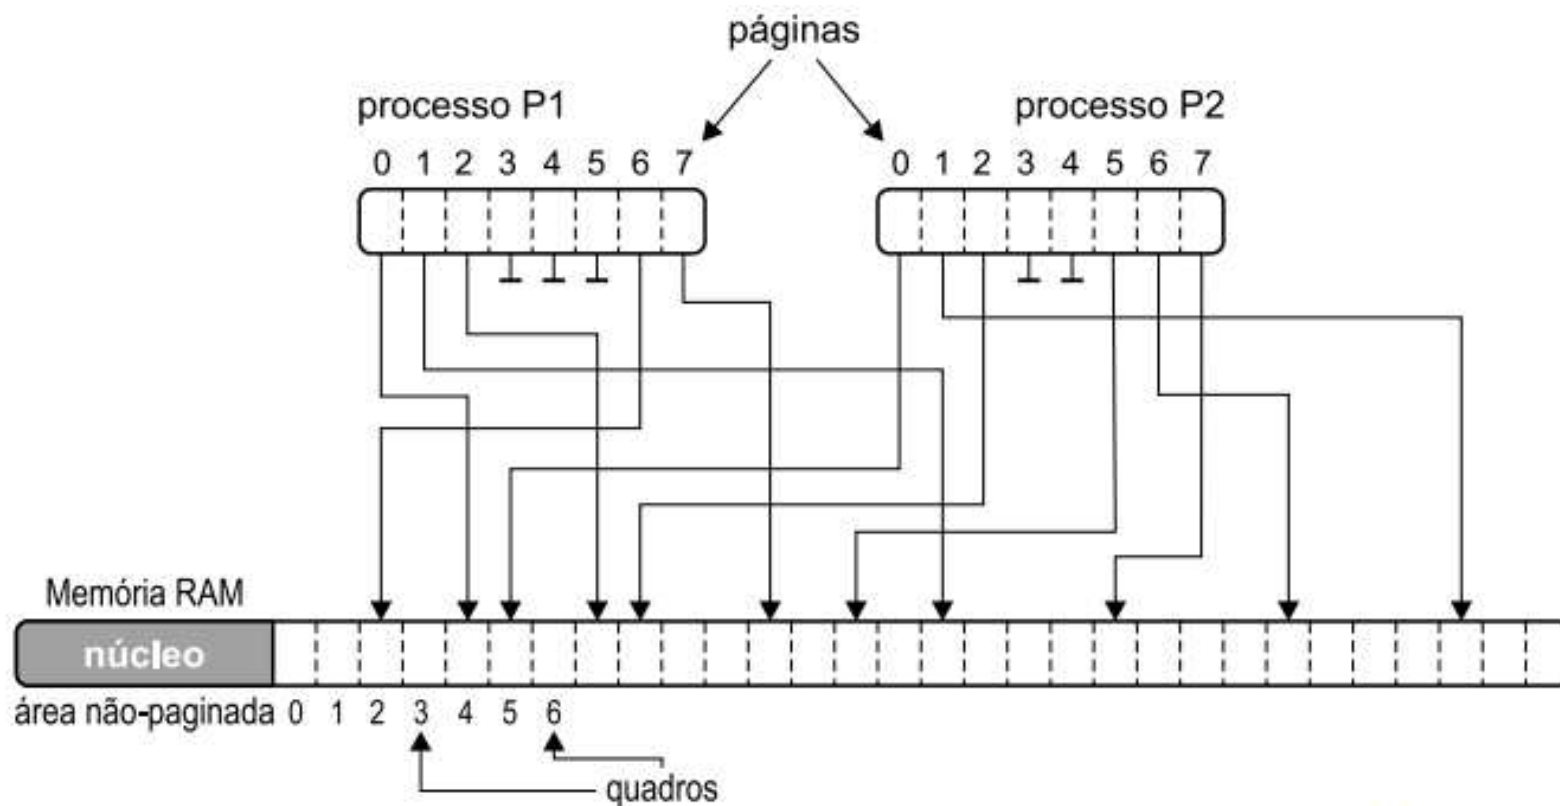 páginas
processo P1
processo P2
0 1 2 3 4 5 6 7
0 1 2 3 4 5 6 7
Memória RAM
núcleo
área não-paginada 0 1 2 3 4 5 6
quadros